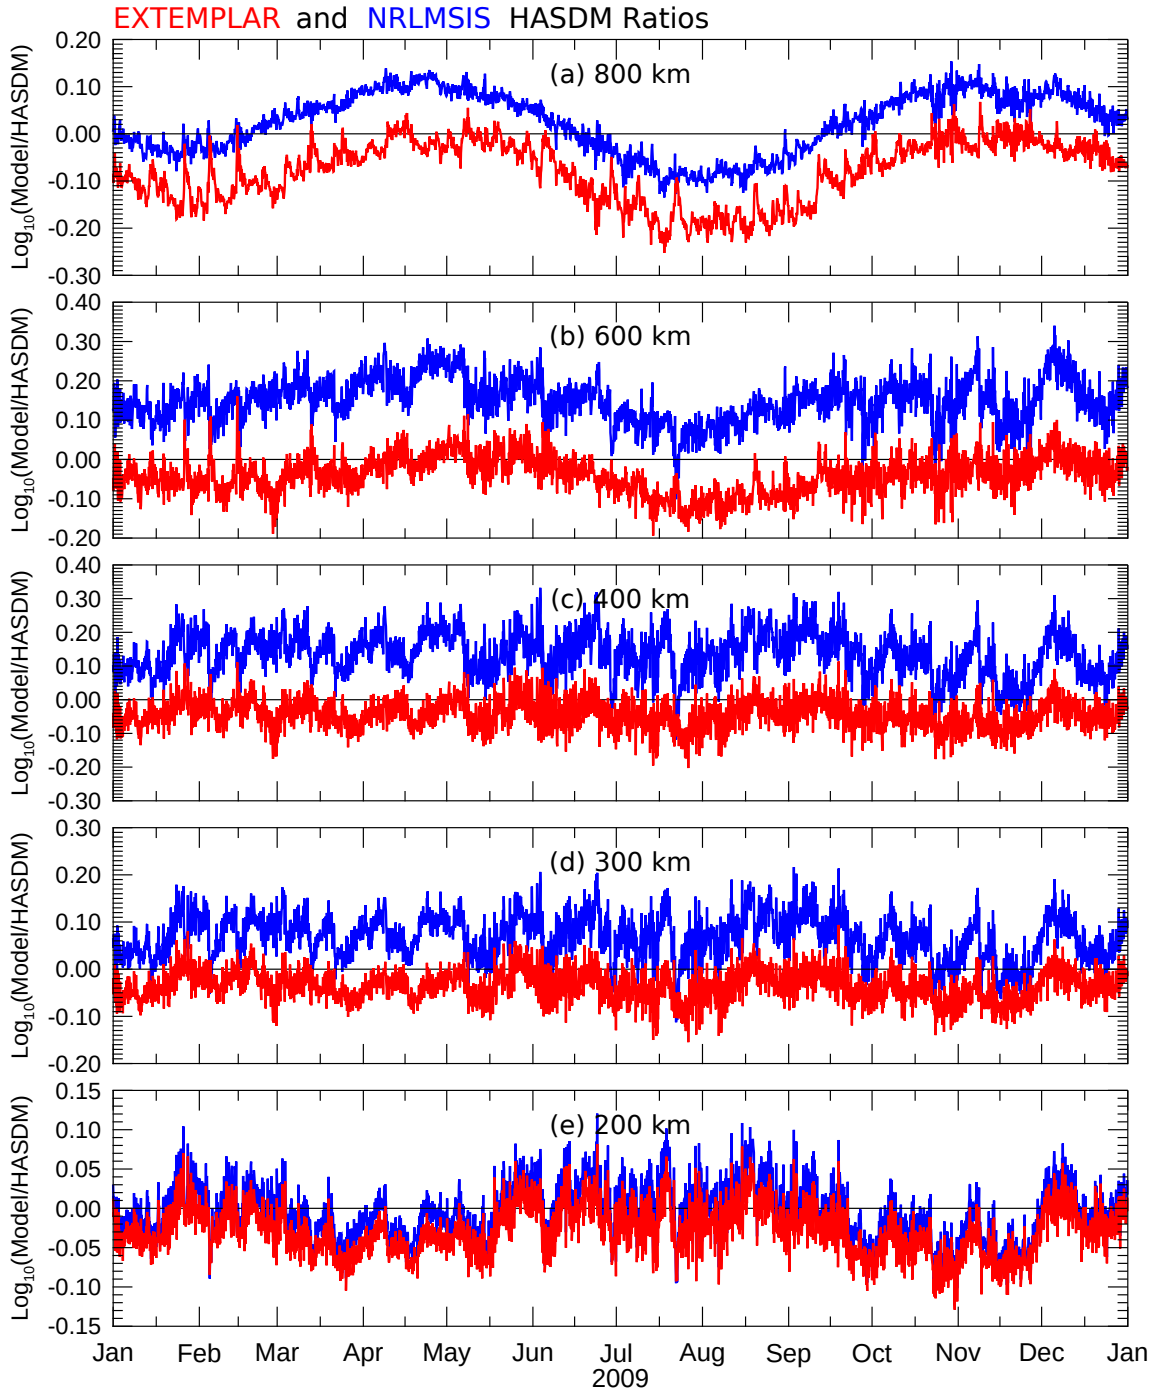 EXTEMPLAR and NRLMSIS HASDM Ratios
(a) 800 km
Log₁₀(Model/HASDM)
0.20
0.10
0.00
-0.10
-0.20
-0.30
(b) 600 km
Log₁₀(Model/HASDM)
0.40
0.30
0.20
0.10
0.00
-0.10
-0.20
(c) 400 km
Log₁₀(Model/HASDM)
0.40
0.30
0.20
0.10
0.00
-0.10
-0.20
-0.30
(d) 300 km
Log₁₀(Model/HASDM)
0.30
0.20
0.10
0.00
-0.10
-0.20
(e) 200 km
Log₁₀(Model/HASDM)
0.15
0.10
0.05
0.00
-0.05
-0.10
-0.15
Jan Feb Mar Apr May Jun Jul Aug Sep Oct Nov Dec Jan
2009